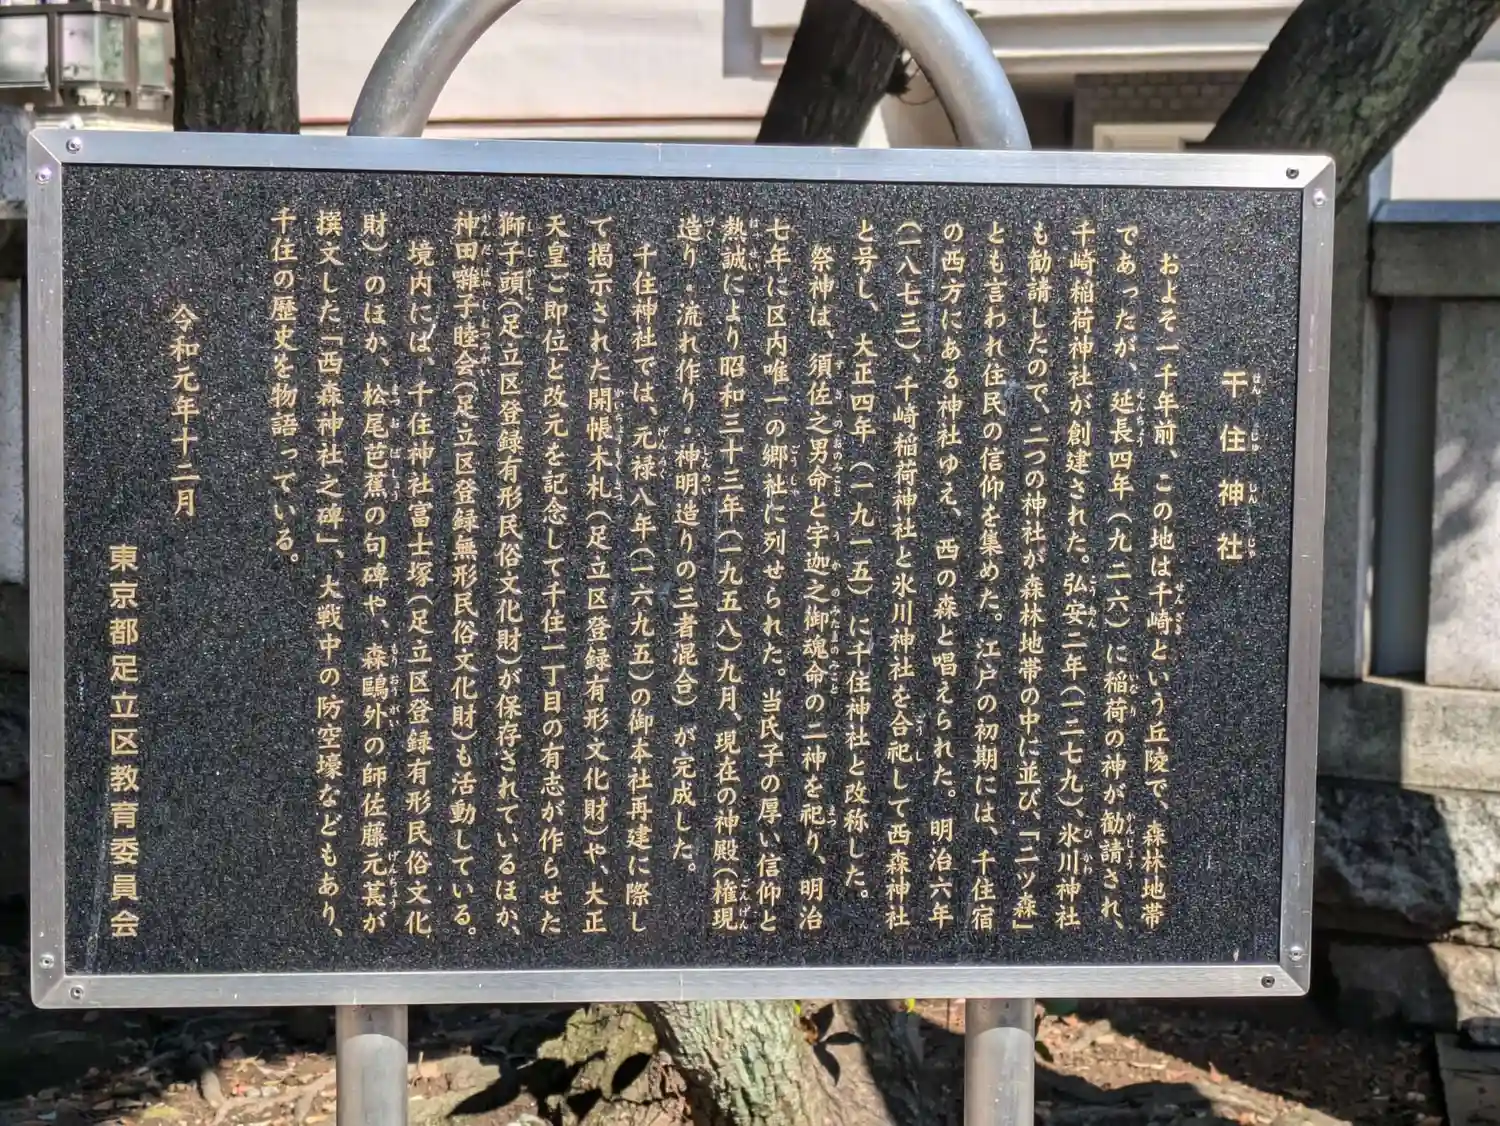 千住神社
およそ一千年前、この地は千崎という丘陵で、森林地帯
であったが、延長四年(九二六)に稲荷の神が勧請され、
千崎稲荷神社が創建された。弘安二年(一二七九)、氷川神社
も勧請したので、二つの神社が森林地帯の中に並び、「二ツ森」
とも言われ住民の信仰を集めた。江戸の初期には、千住宿
の西方にある神社ゆえ、西の森と唱えられた。明治六年
(一八七三)、千崎稲荷神社と氷川神社を合祀して西森神社
と号し、大正四年(一九一五)に千住神社と改称した。
祭神は、須佐之男命と宇迦之御魂命の二神を祀り、明治
七年に区内唯一の郷社に列せられた。当氏子の厚い信仰と
熱誠により昭和三十三年(一九五八)九月、現在の神殿(権現
造り・流れ作り・神明造りの三者混合)が完成した。
千住神社では、元禄八年(一六九五)の御本社再建に際し
て掲示された開帳木札(足立区登録有形文化財)や、大正
天皇ご即位と改元を記念して千住一丁目の有志が作らせた
獅子頭(足立区登録有形民俗文化財)が保存されているほか、
神田囃子睦会(足立区登録無形民俗文化財)も活動している。
境内には、千住神社富士塚(足立区登録有形民俗文化
財)のほか、松尾芭蕉の句碑や、森鷗外の師佐藤元萇が
撰文した「西森神社之碑」、大戦中の防空壕などもあり、
千住の歴史を物語っている。
令和元年十二月
東京都足立区教育委員会